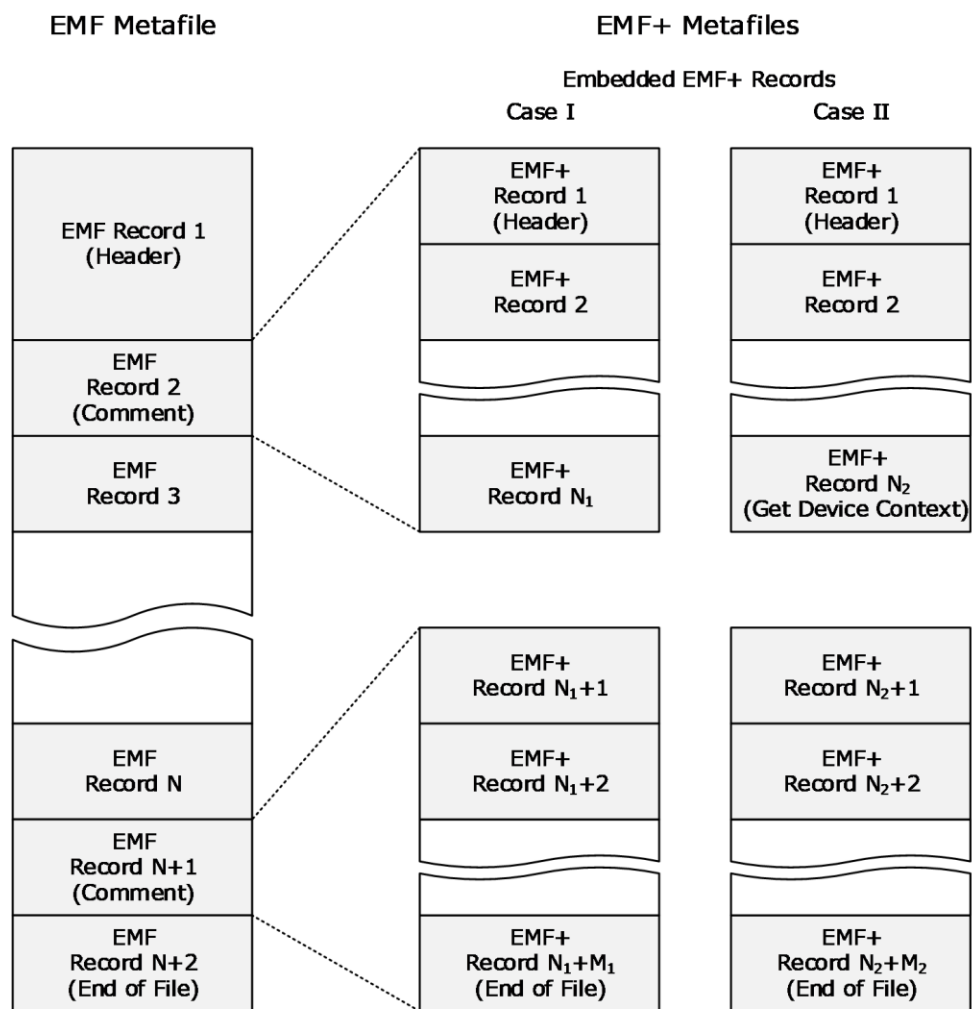 EMF Metafile
EMF+ Metafiles
Embedded EMF+ Records
Case I
Case II
EMF Record 1
(Header)
EMF
Record 2
(Comment)
EMF
Record 3
EMF
Record N
EMF
Record N+1
(Comment)
EMF
Record N+2
(End of File)
EMF+
Record 1
(Header)
EMF+
Record 2
EMF+
Record N₁
EMF+
Record N₁+1
EMF+
Record N₁+2
EMF+
Record N₁+M₁
(End of File)
EMF+
Record 1
(Header)
EMF+
Record 2
EMF+
Record N₂
(Get Device Context)
EMF+
Record N₂+1
EMF+
Record N₂+2
EMF+
Record N₂+M₂
(End of File)